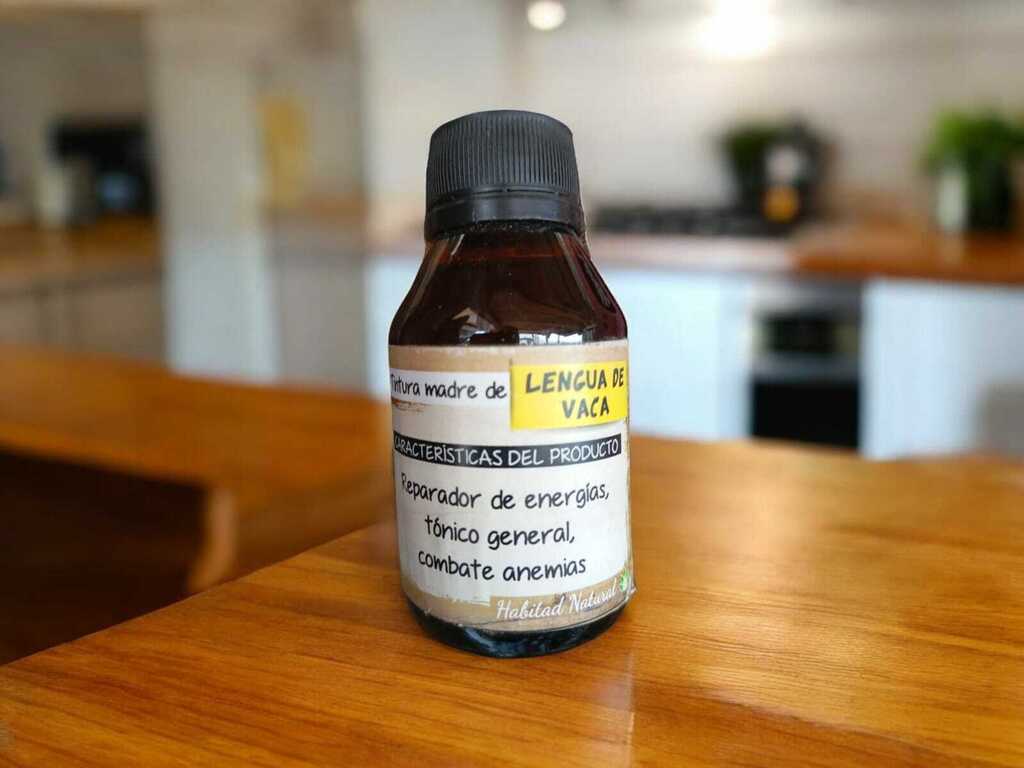 Tintura madre de
LENGUA DE
VACA
CARACTERÍSTICAS DEL PRODUCTO
Reparador de energías,
tónico general,
combate anemias
Habitad Natural